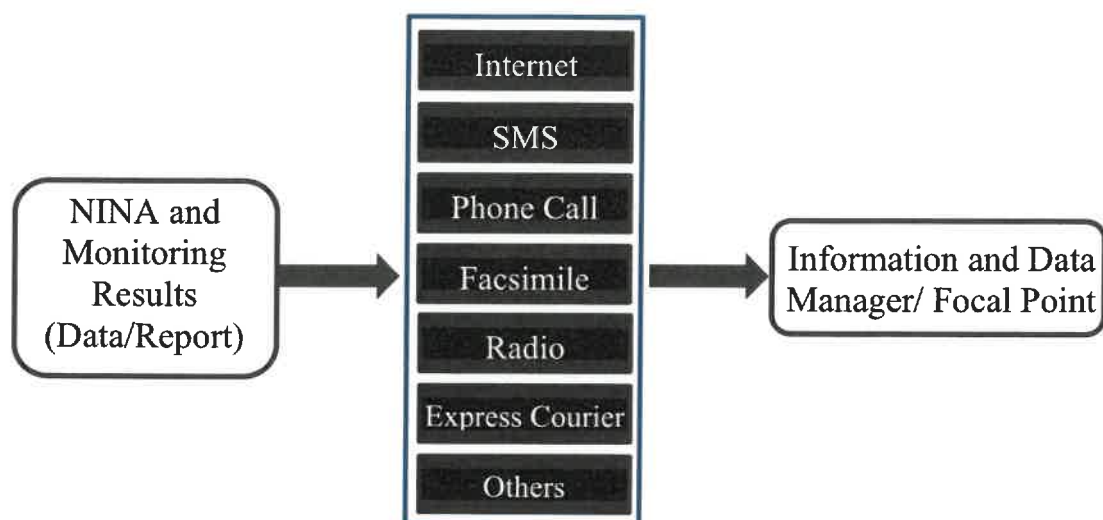 NINA and
Monitoring
Results
(Data/Report)
Internet
SMS
Phone Call
Facsimile
Radio
Express Courier
Others
Information and Data
Manager/ Focal Point